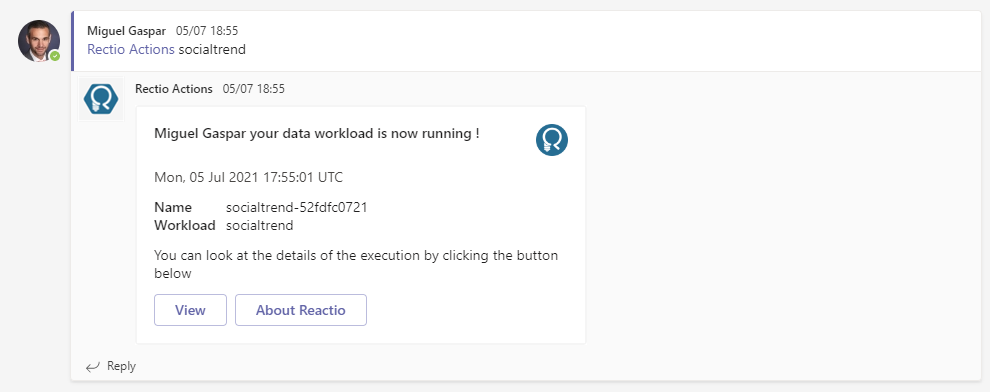 Miguel Gaspar 05/07 18:55
Rectio Actions socialtrend
Rectio Actions 05/07 18:55
Miguel Gaspar your data workload is now running !
Mon, 05 Jul 2021 17:55:01 UTC
Name socialtrend-52fdfc0721
Workload socialtrend
You can look at the details of the execution by clicking the button
below
View About Reactio
Reply